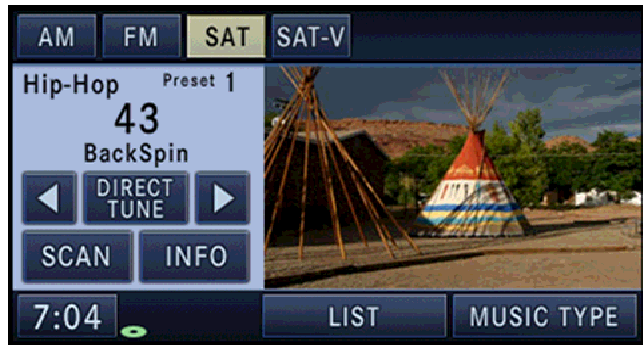 AM FM SAT SAT-V
Hip-Hop Preset 1
43
BackSpin
DIRECT
TUNE
SCAN INFO
7:04 LIST MUSIC TYPE